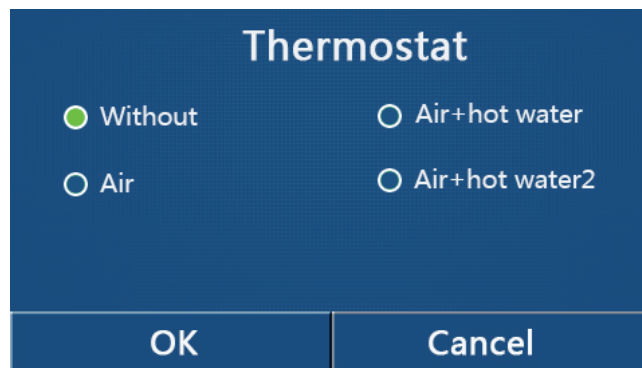 Thermostat
Without
Air+hot water
Air
Air+hot water2
OK
Cancel